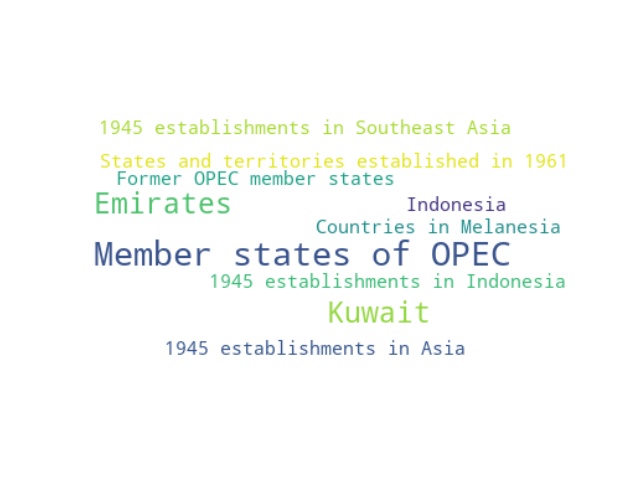 1945 establishments in Southeast Asia
States and territories established in 1961
Former OPEC member states
Emirates
Indonesia
Countries in Melanesia
Member states of OPEC
1945 establishments in Indonesia
Kuwait
1945 establishments in Asia